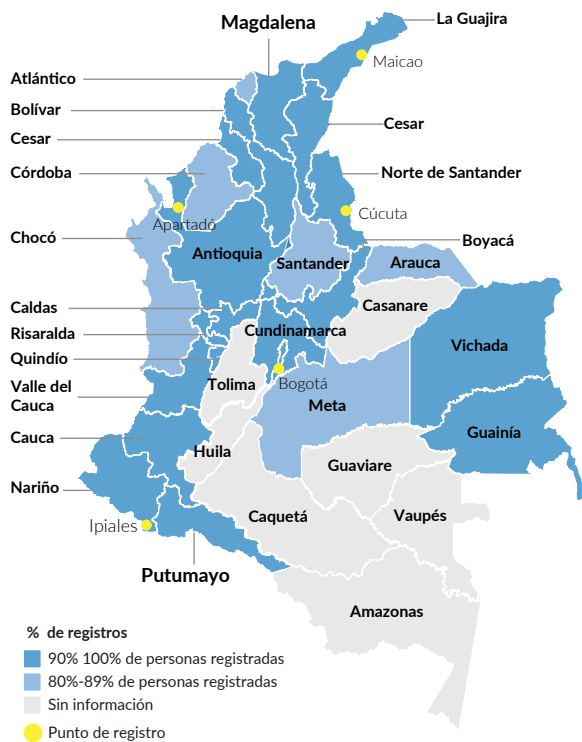 Magdalena
La Guajira
Maicao
Atlántico
Bolívar
Cesar
Cesar
Córdoba
Norte de Santander
Apartadó
Cúcuta
Chocó
Boyacá
Antioquia
Santander
Arauca
Casanare
Caldas
Risaralda
Cundinamarca
Quindío
Vichada
Tolima
Bogotá
Valle del
Cauca
Meta
Cauca
Guainía
Huila
Guaviare
Nariño
Ipiales
Caquetá
Vaupés
Putumayo
Amazonas
% de registros
90% 100% de personas registradas
80%-89% de personas registradas
Sin información
Punto de registro